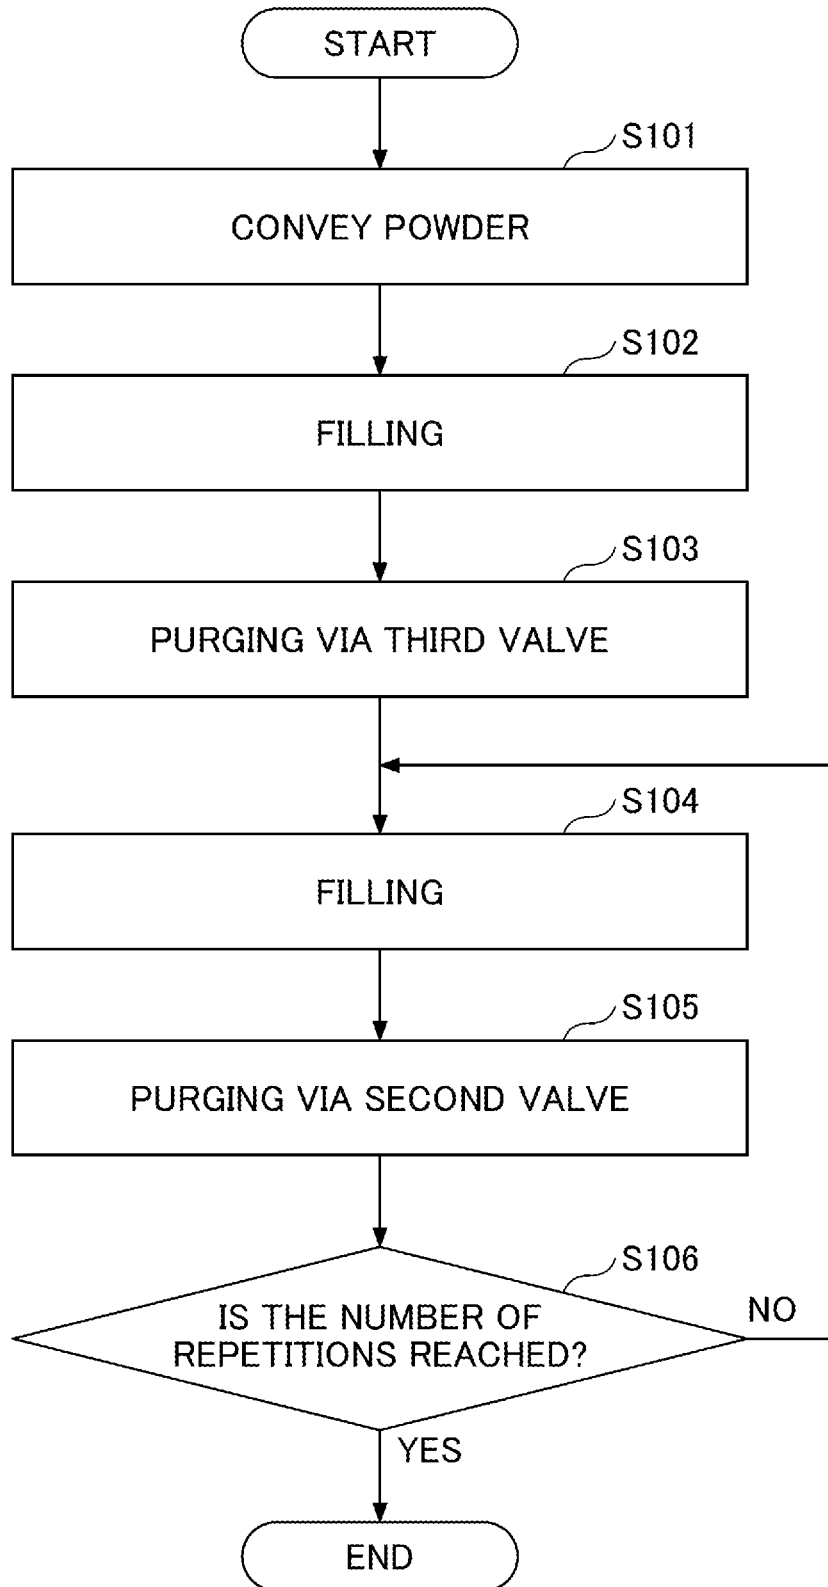 START
S101
CONVEY POWDER
S102
FILLING
S103
PURGING VIA THIRD VALVE
S104
FILLING
S105
PURGING VIA SECOND VALVE
S106
IS THE NUMBER OF
REPETITIONS REACHED?
NO
YES
END